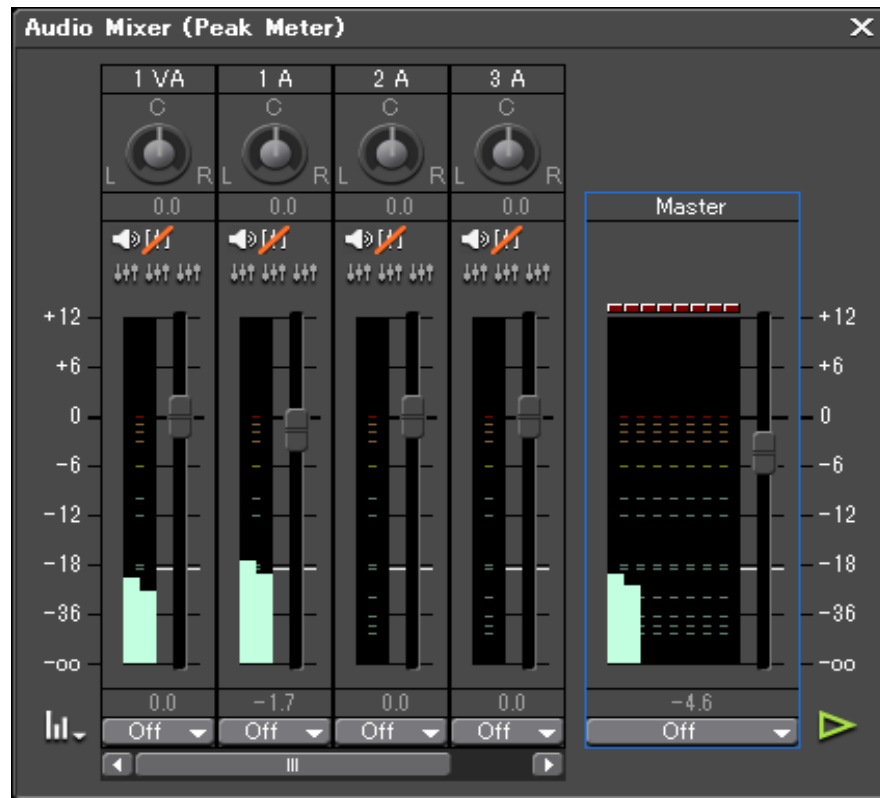 Audio Mixer (Peak Meter)
1 VA 1 A 2 A 3 A
C C C C
L R L R L R L R
0.0 0.0 0.0 0.0 Master
+12 +12
+6 +6
0 0
-6 -6
-12 -12
-18 -18
-36 -36
-oo -oo
0.0 -1.7 0.0 0.0 -4.6
Off Off Off Off Off